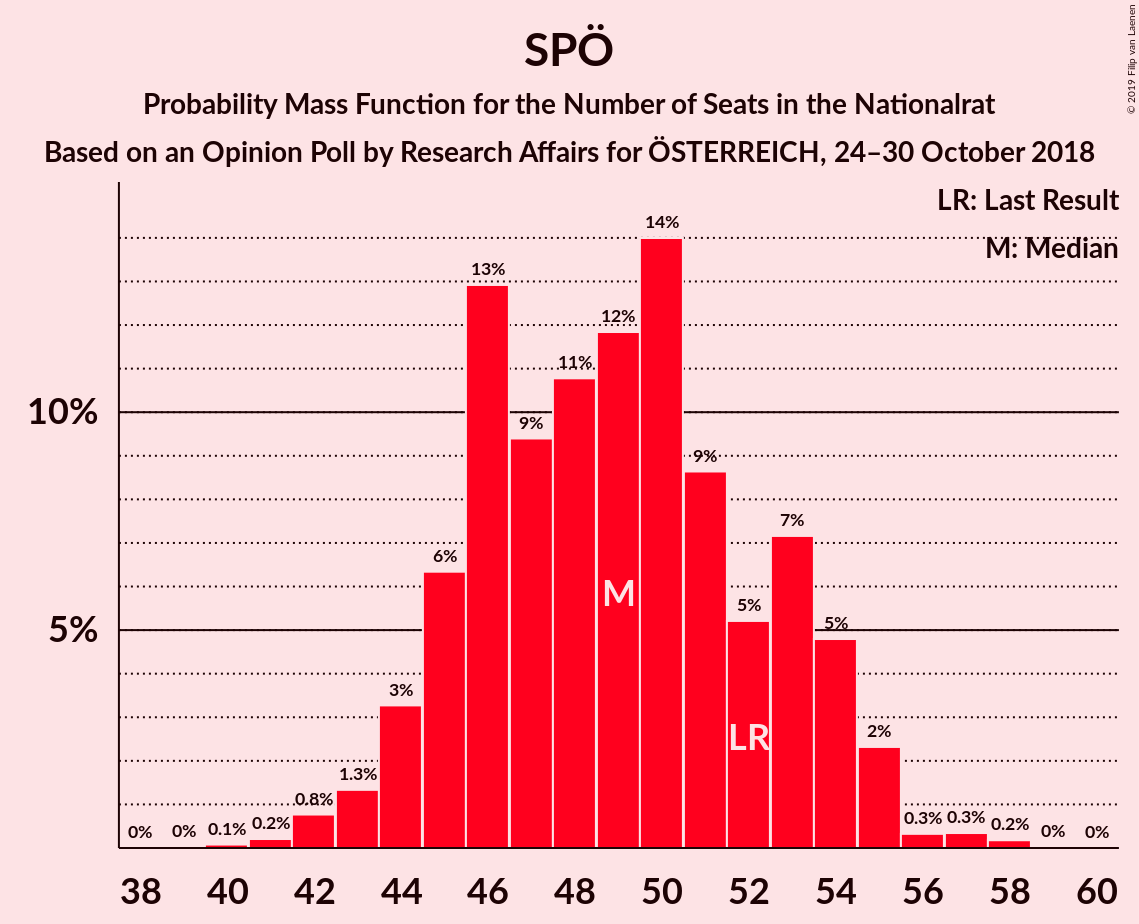 SPÖ
Probability Mass Function for the Number of Seats in the Nationalrat
Based on an Opinion Poll by Research Affairs for ÖSTERREICH, 24–30 October 2018
© 2019 Filip van Laenen
LR: Last Result
M: Median
10%
5%
0%
0%
0.1%
0.2%
0.8%
1.3%
3%
6%
13%
9%
11%
12%
14%
9%
5%
7%
5%
2%
0.3%
0.3%
0.2%
0%
0%
M
LR
38 40 42 44 46 48 50 52 54 56 58 60